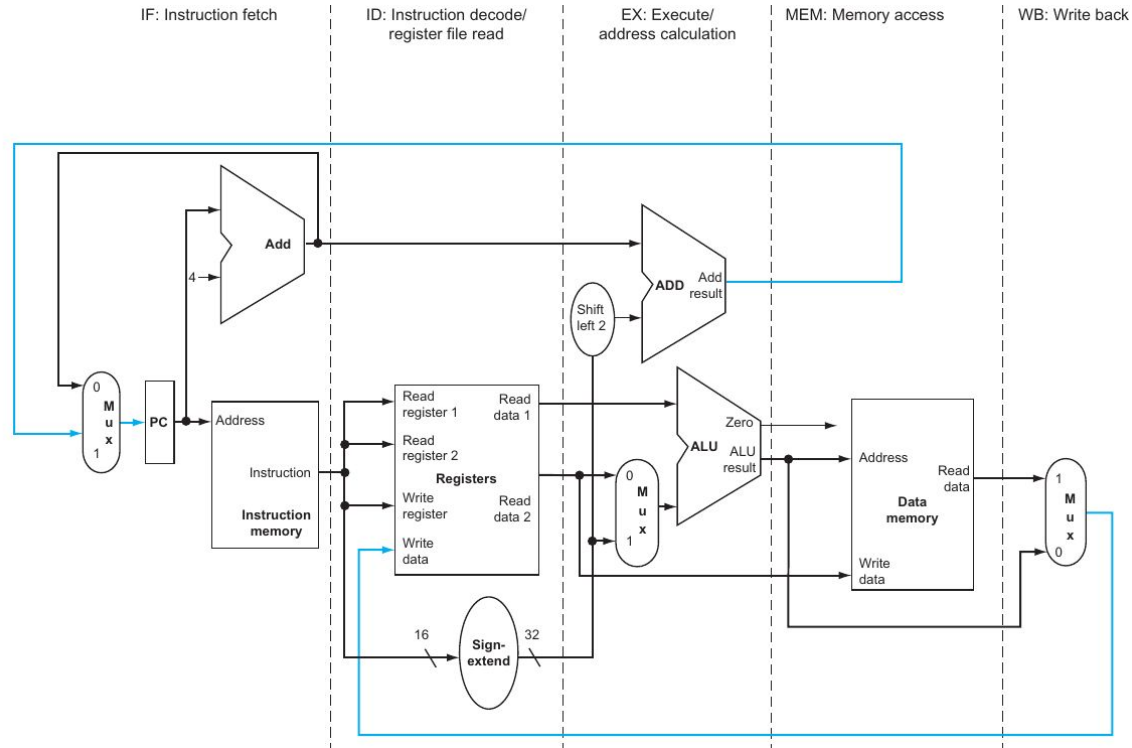 IF: Instruction fetch
ID: Instruction decode/
register file read
EX: Execute/
address calculation
MEM: Memory access
WB: Write back
Add
4
ADD
Add
result
Shift
left 2
0
M
u
x
1
PC
Address
Instruction
Instruction
memory
Read
register 1
Read
register 2
Registers
Write
register
Write
data
Read
data 1
Read
data 2
0
M
u
x
1
Zero
ALU
ALU
result
Address
Read
data
Data
memory
Write
data
1
M
u
x
0
16
Sign-
extend
32